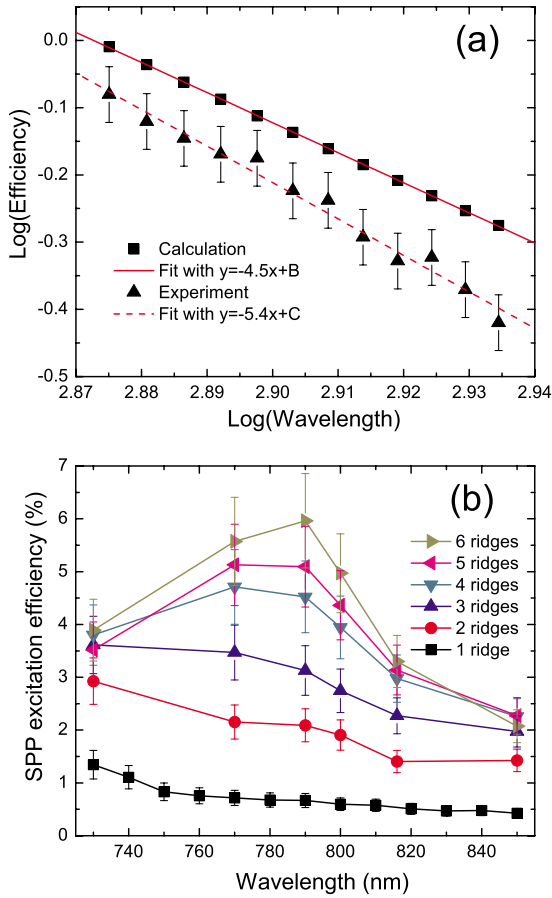 (a)
0.0
-0.1
-0.2
-0.3
-0.4
-0.5
Log(Efficiency)
Calculation
Fit with y=-4.5x+B
Experiment
Fit with y=-5.4x+C
2.87 2.88 2.89 2.90 2.91 2.92 2.93 2.94
Log(Wavelength)
(b)
7
6
5
4
3
2
1
0
SPP excitation efficiency (%)
6 ridges
5 ridges
4 ridges
3 ridges
2 ridges
1 ridge
740 760 780 800 820 840
Wavelength (nm)